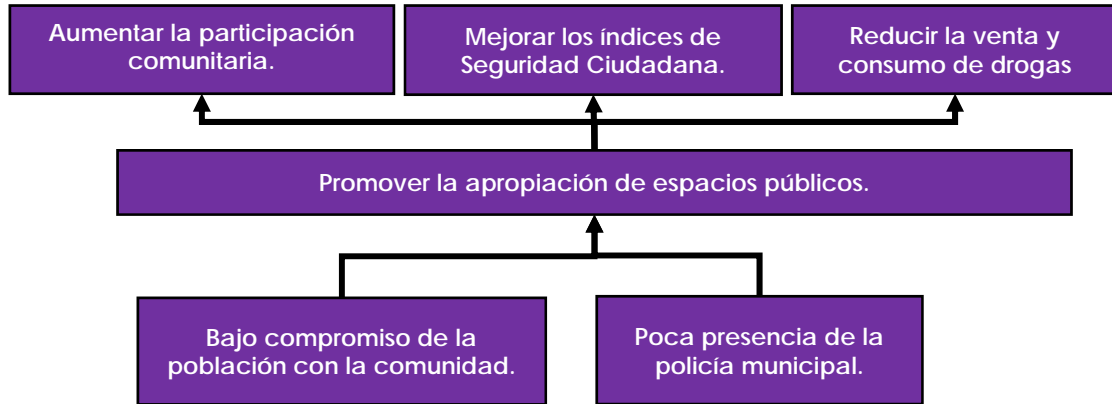 Aumentar la participación
comunitaria.
Mejorar los índices de
Seguridad Ciudadana.
Reducir la venta y
consumo de drogas
Promover la apropiación de espacios públicos.
Bajo compromiso de la
población con la comunidad.
Poca presencia de la
policía municipal.